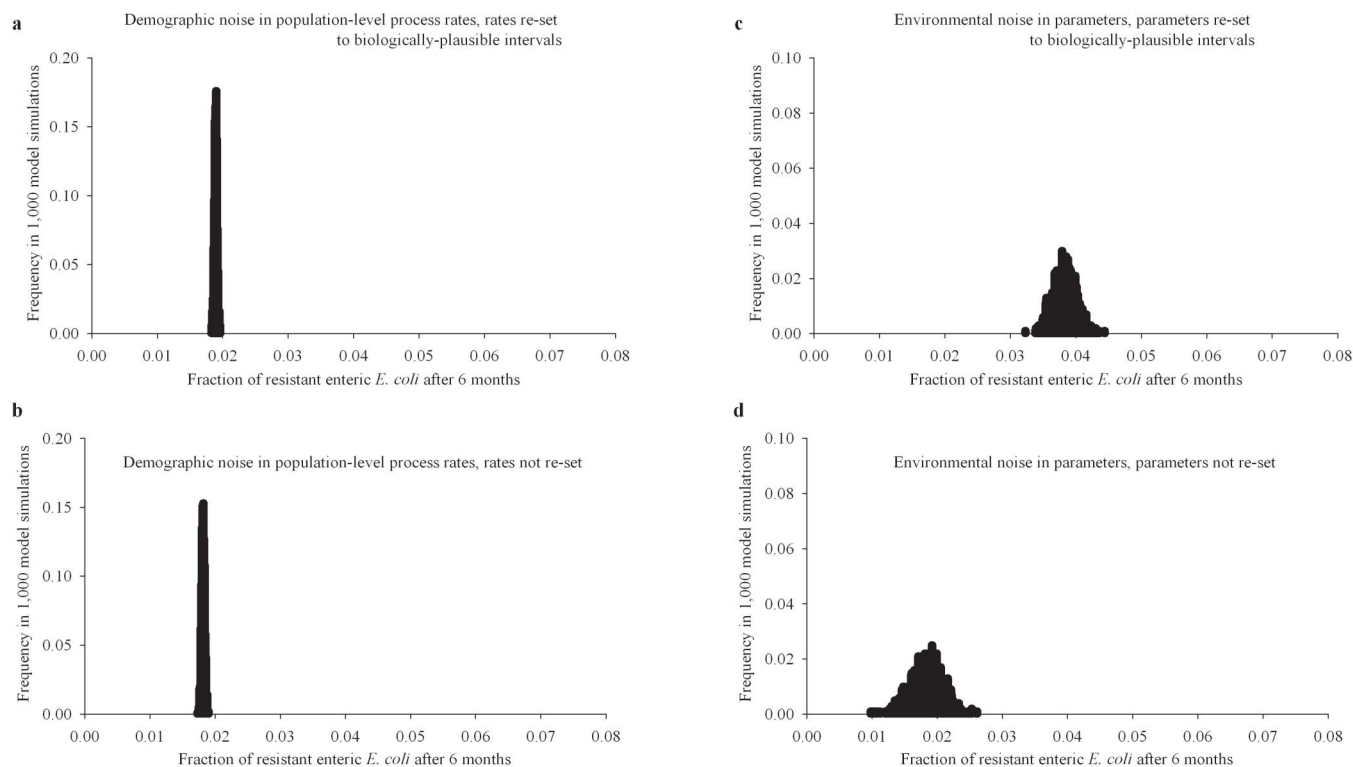 a
Demographic noise in population-level process rates, rates re-set
to biologically-plausible intervals
Frequency in 1,000 model simulations
0.20
0.15
0.10
0.05
0.00
0.00 0.01 0.02 0.03 0.04 0.05 0.06 0.07 0.08
Fraction of resistant enteric E. coli after 6 months
b
Demographic noise in population-level process rates, rates not re-set
Frequency in 1,000 model simulations
0.20
0.15
0.10
0.05
0.00
0.00 0.01 0.02 0.03 0.04 0.05 0.06 0.07 0.08
Fraction of resistant enteric E. coli after 6 months
c
Environmental noise in parameters, parameters re-set
to biologically-plausible intervals
Frequency in 1,000 model simulations
0.10
0.08
0.06
0.04
0.02
0.00
0.00 0.01 0.02 0.03 0.04 0.05 0.06 0.07 0.08
Fraction of resistant enteric E. coli after 6 months
d
Environmental noise in parameters, parameters not re-set
Frequency in 1,000 model simulations
0.10
0.08
0.06
0.04
0.02
0.00
0.00 0.01 0.02 0.03 0.04 0.05 0.06 0.07 0.08
Fraction of resistant enteric E. coli after 6 months